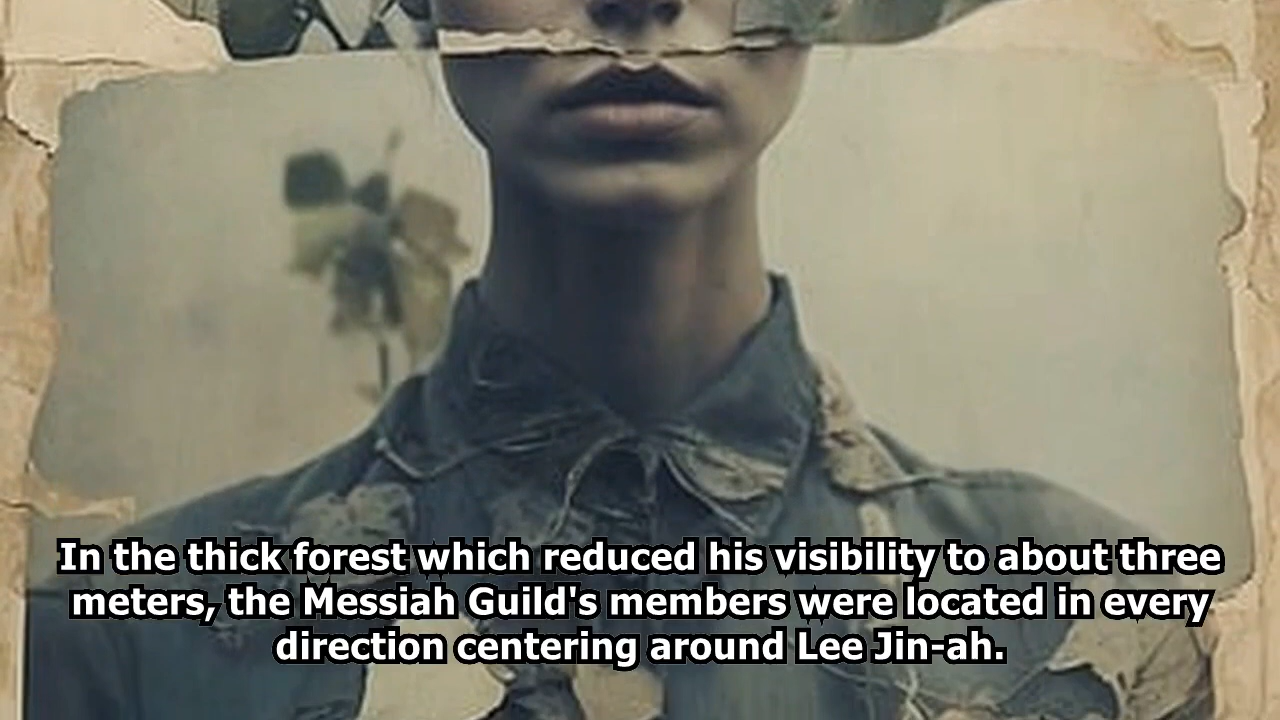 In the thick forest which reduced his visibility to about three
meters, the Messiah Guild's members were located in every
direction centering around Lee Jin-ah.